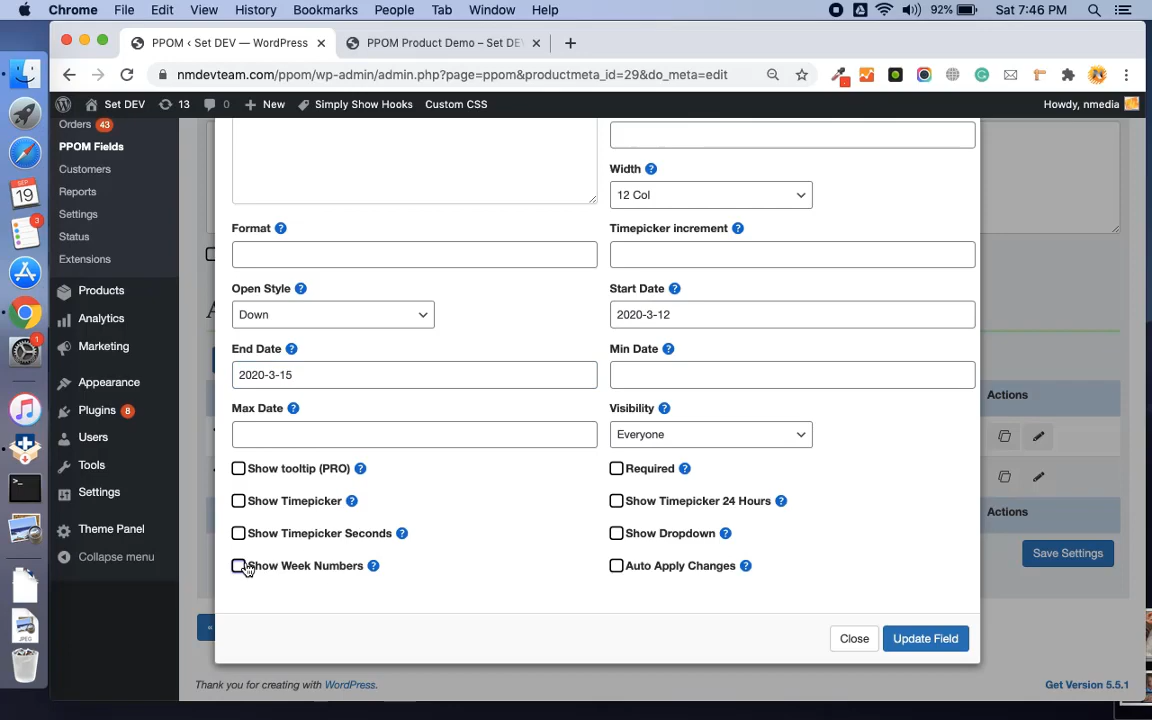 Chrome File Edit View History Bookmarks People Tab Window Help 92% Sat 7:46 PM
PPOM ‹ Set DEV — WordPress
PPOM Product Demo – Set DE
nmdevteam.com/ppom/wp-admin/admin.php?page=ppom&productmeta_id=29&do_meta=edit
Set DEV 13 0 New Simply Show Hooks Custom CSS Howdy, nmedia
Orders 43
PPOM Fields
Customers
Reports
Settings
Status
Extensions
Products
Analytics
Marketing
Appearance
Plugins 8
Users
Tools
Settings
Theme Panel
Collapse menu
SEP
19
3
1
Width ?
12 Col
Format ?
Timepicker increment ?
Open Style ?
Down
Start Date ?
2020-3-12
End Date ?
2020-3-15
Min Date ?
Max Date ?
Visibility ?
Everyone
Show tooltip (PRO) ?
Required ?
Show Timepicker ?
Show Timepicker 24 Hours ?
Show Timepicker Seconds ?
Show Dropdown ?
Show Week Numbers ?
Auto Apply Changes ?
Close
Update Field
Actions
Actions
Save Settings
JPEG
Thank you for creating with WordPress.
Get Version 5.5.1